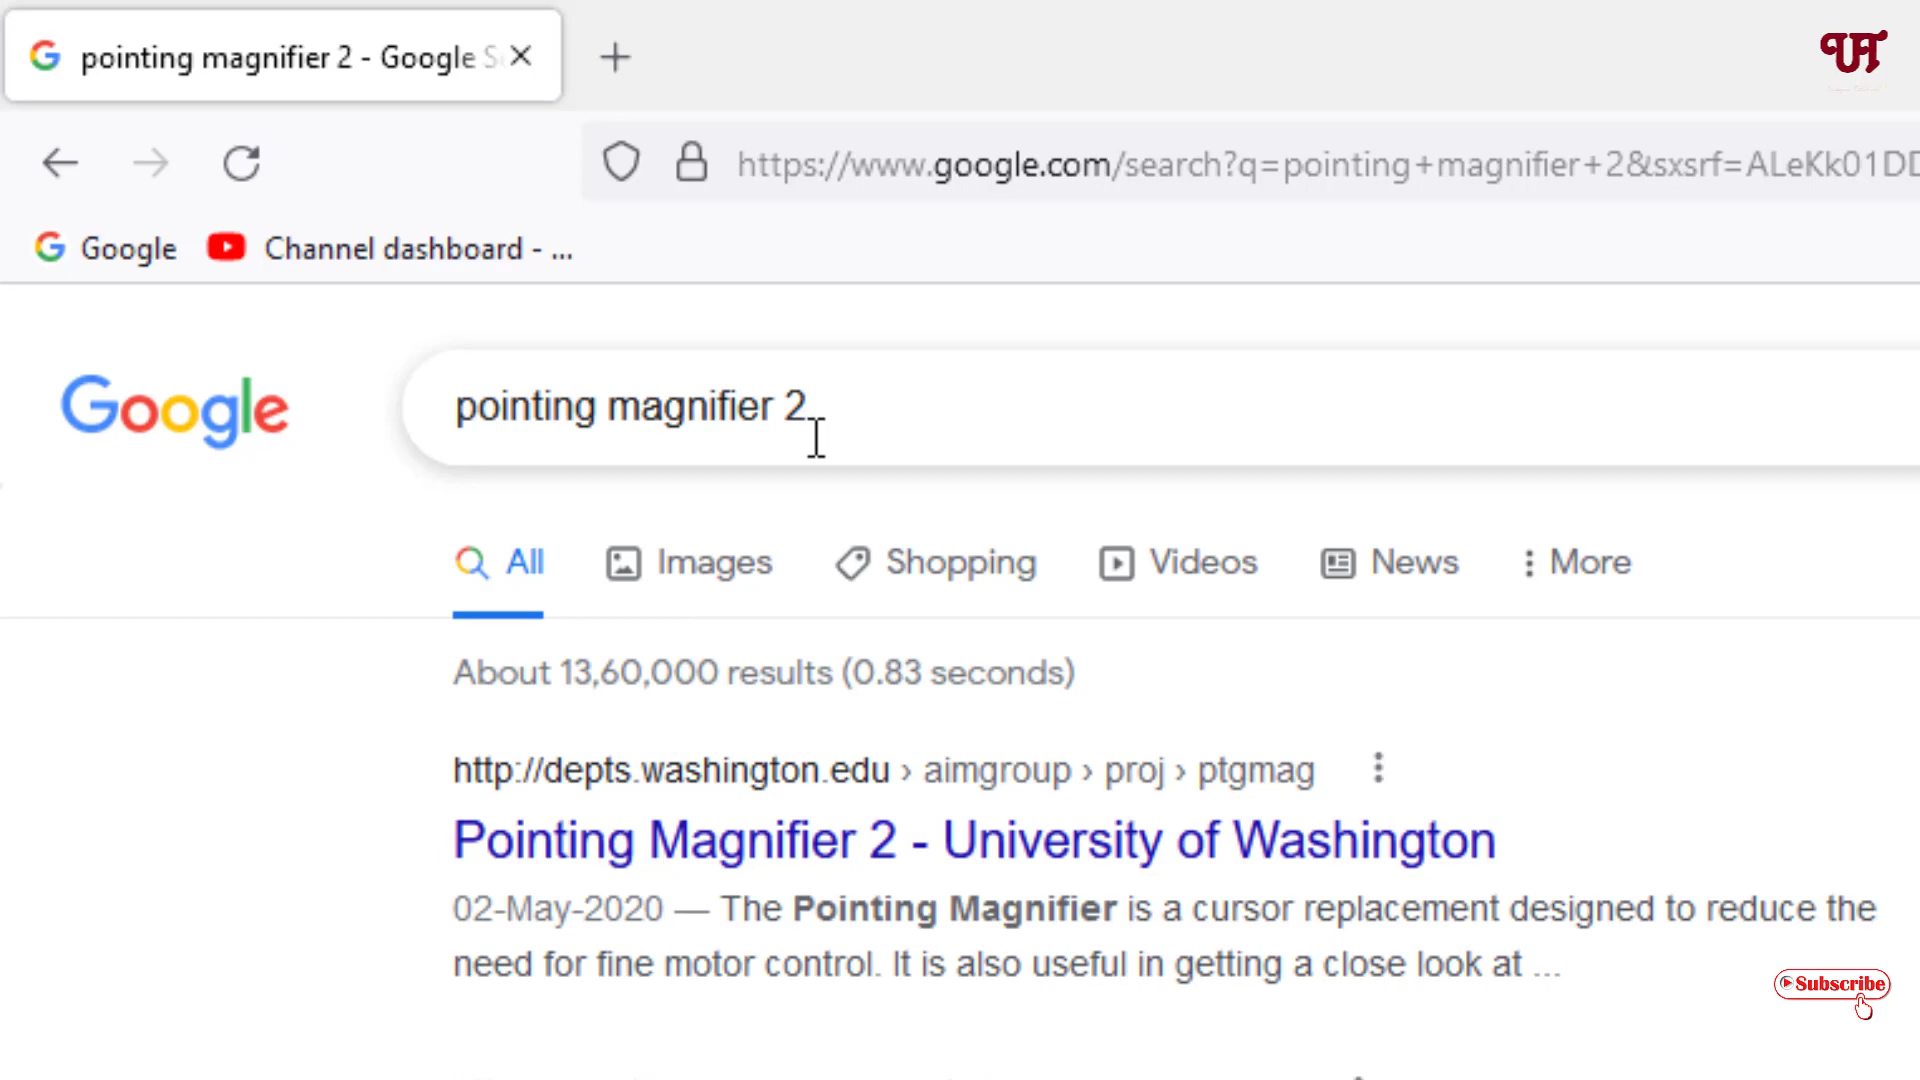 pointing magnifier 2 - Google S
UT
https://www.google.com/search?q=pointing+magnifier+2&sxsrf=ALeKk01DD
Google
Channel dashboard - ...
Google
pointing magnifier 2
All
Images
Shopping
Videos
News
More
About 13,60,000 results (0.83 seconds)
http://depts.washington.edu › aimgroup › proj › ptgmag
Pointing Magnifier 2 - University of Washington
02-May-2020 — The Pointing Magnifier is a cursor replacement designed to reduce the
need for fine motor control. It is also useful in getting a close look at ...
Subscribe